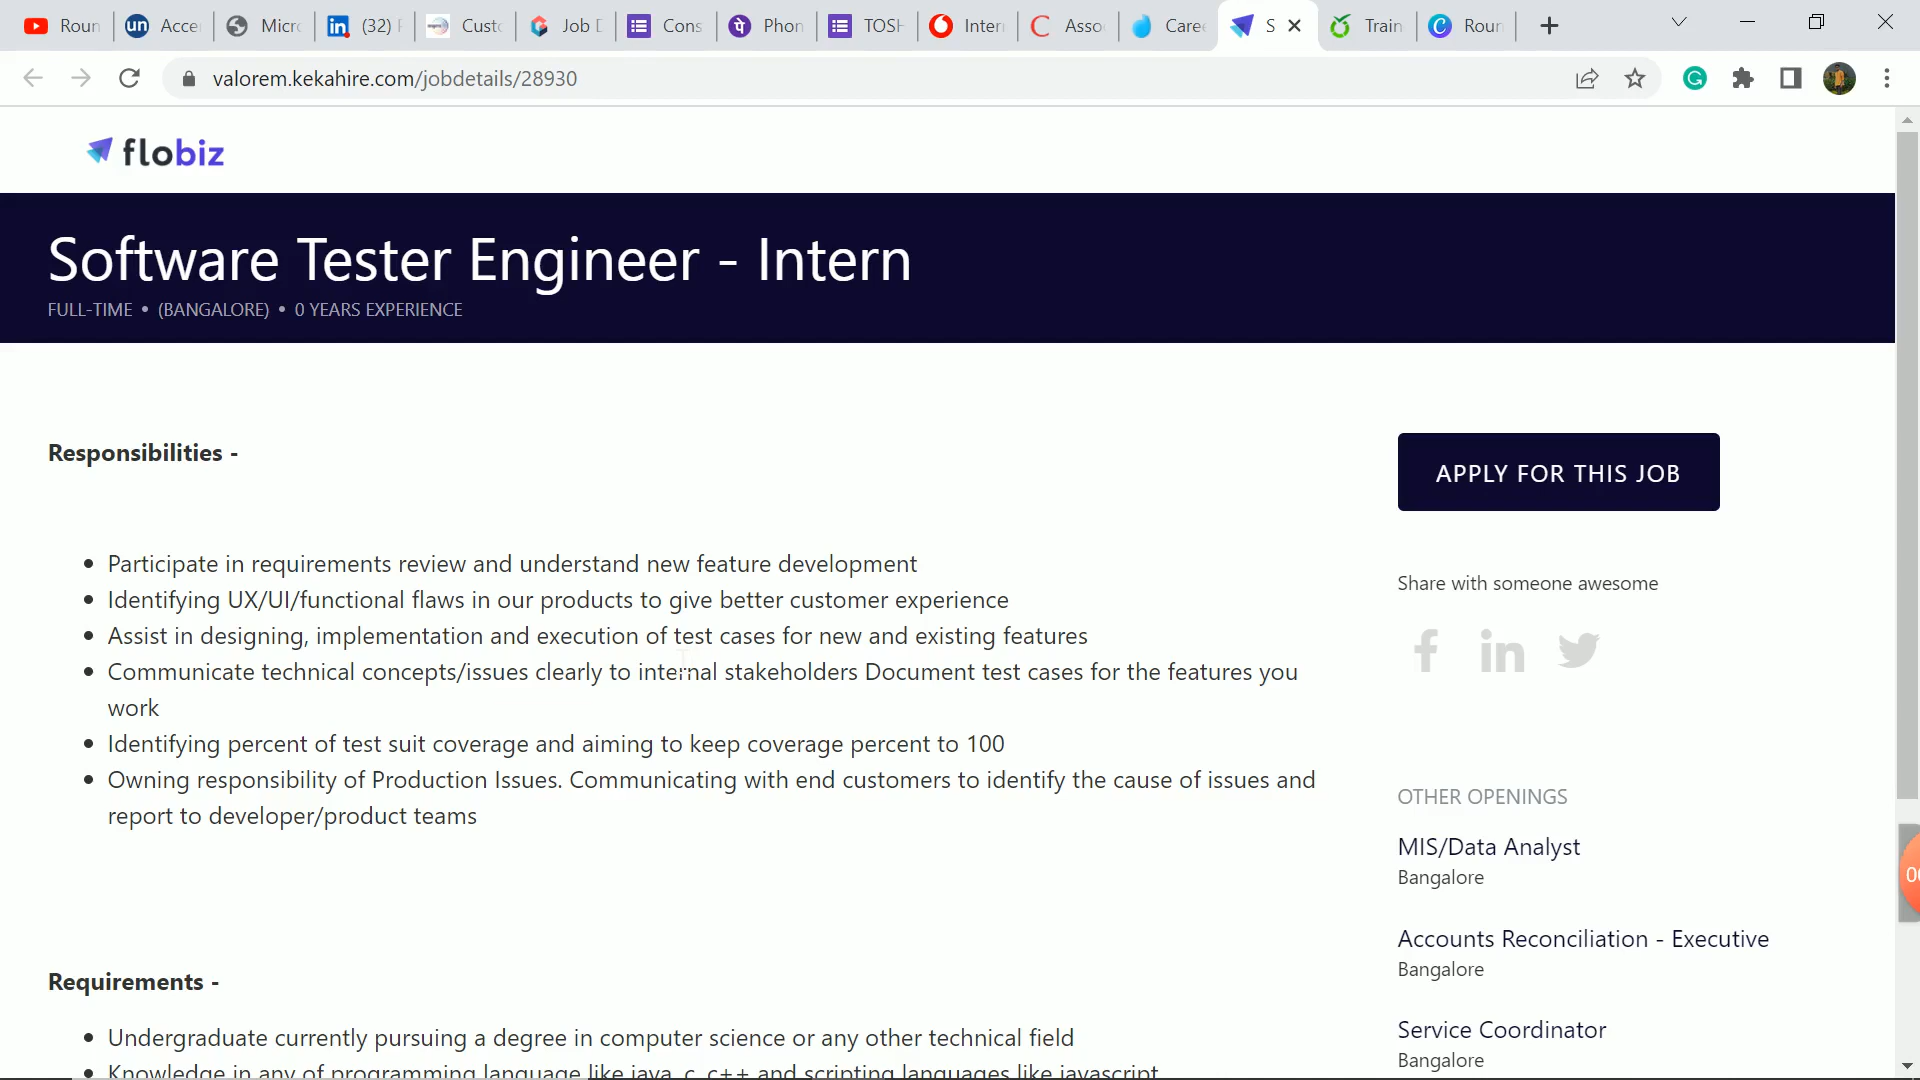 Roun
un Acce
Micr
in (32)
Custo
Job D
Cons
Phon
TOSH
Inter
Asso
Caree
S
Train
Roun
valorem.kekahire.com/jobdetails/28930
flobiz
Software Tester Engineer - Intern
FULL-TIME • (BANGALORE) • 0 YEARS EXPERIENCE
Responsibilities -
• Participate in requirements review and understand new feature development
• Identifying UX/UI/functional flaws in our products to give better customer experience
• Assist in designing, implementation and execution of test cases for new and existing features
• Communicate technical concepts/issues clearly to internal stakeholders Document test cases for the features you
work
• Identifying percent of test suit coverage and aiming to keep coverage percent to 100
• Owning responsibility of Production Issues. Communicating with end customers to identify the cause of issues and
report to developer/product teams
Requirements -
• Undergraduate currently pursuing a degree in computer science or any other technical field
• Knowledge in any of programming language like java, c, c++ and scripting languages like javascript
APPLY FOR THIS JOB
Share with someone awesome
OTHER OPENINGS
MIS/Data Analyst
Bangalore
Accounts Reconciliation - Executive
Bangalore
Service Coordinator
Bangalore